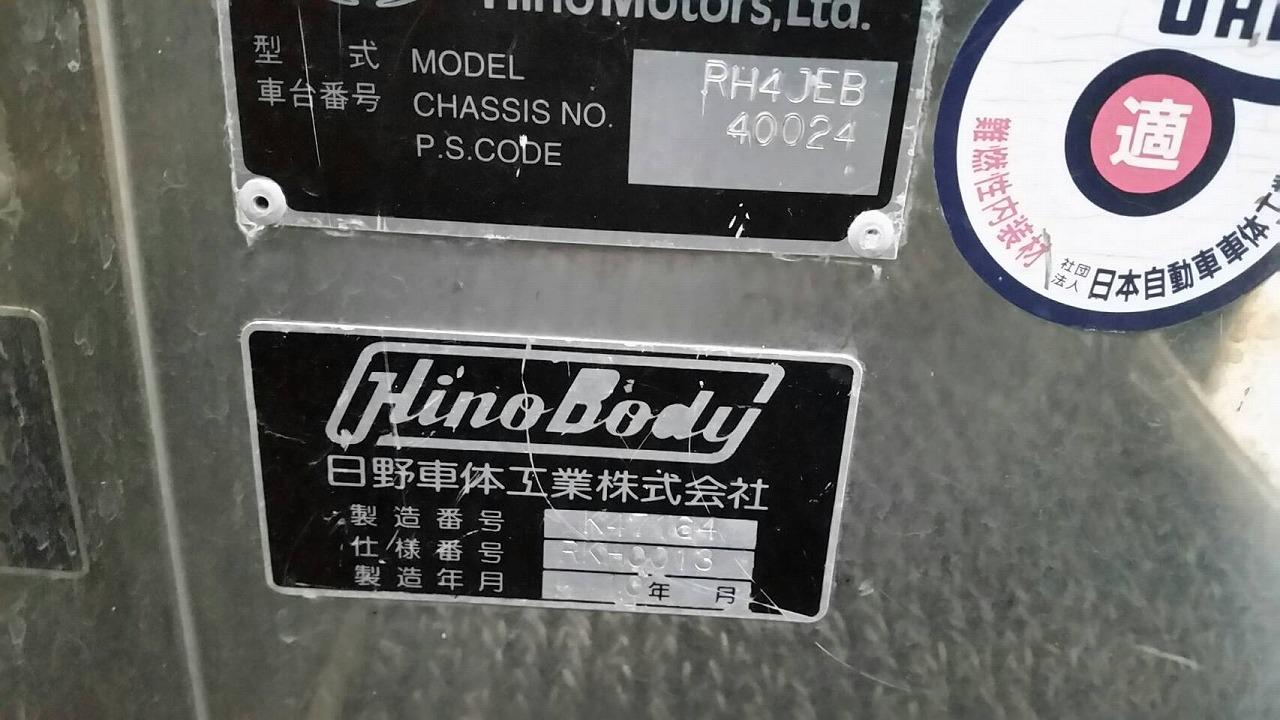 Hino Motors, Ltd.
型式 MODEL RH4JEB
車台番号 CHASSIS NO. 40024
P.S.CODE
適
難燃性内装材
社団法人 日本自動車車体工
HinoBody
日野車体工業株式会社
製造番号
仕様番号 RK-0013
製造年月 年 月